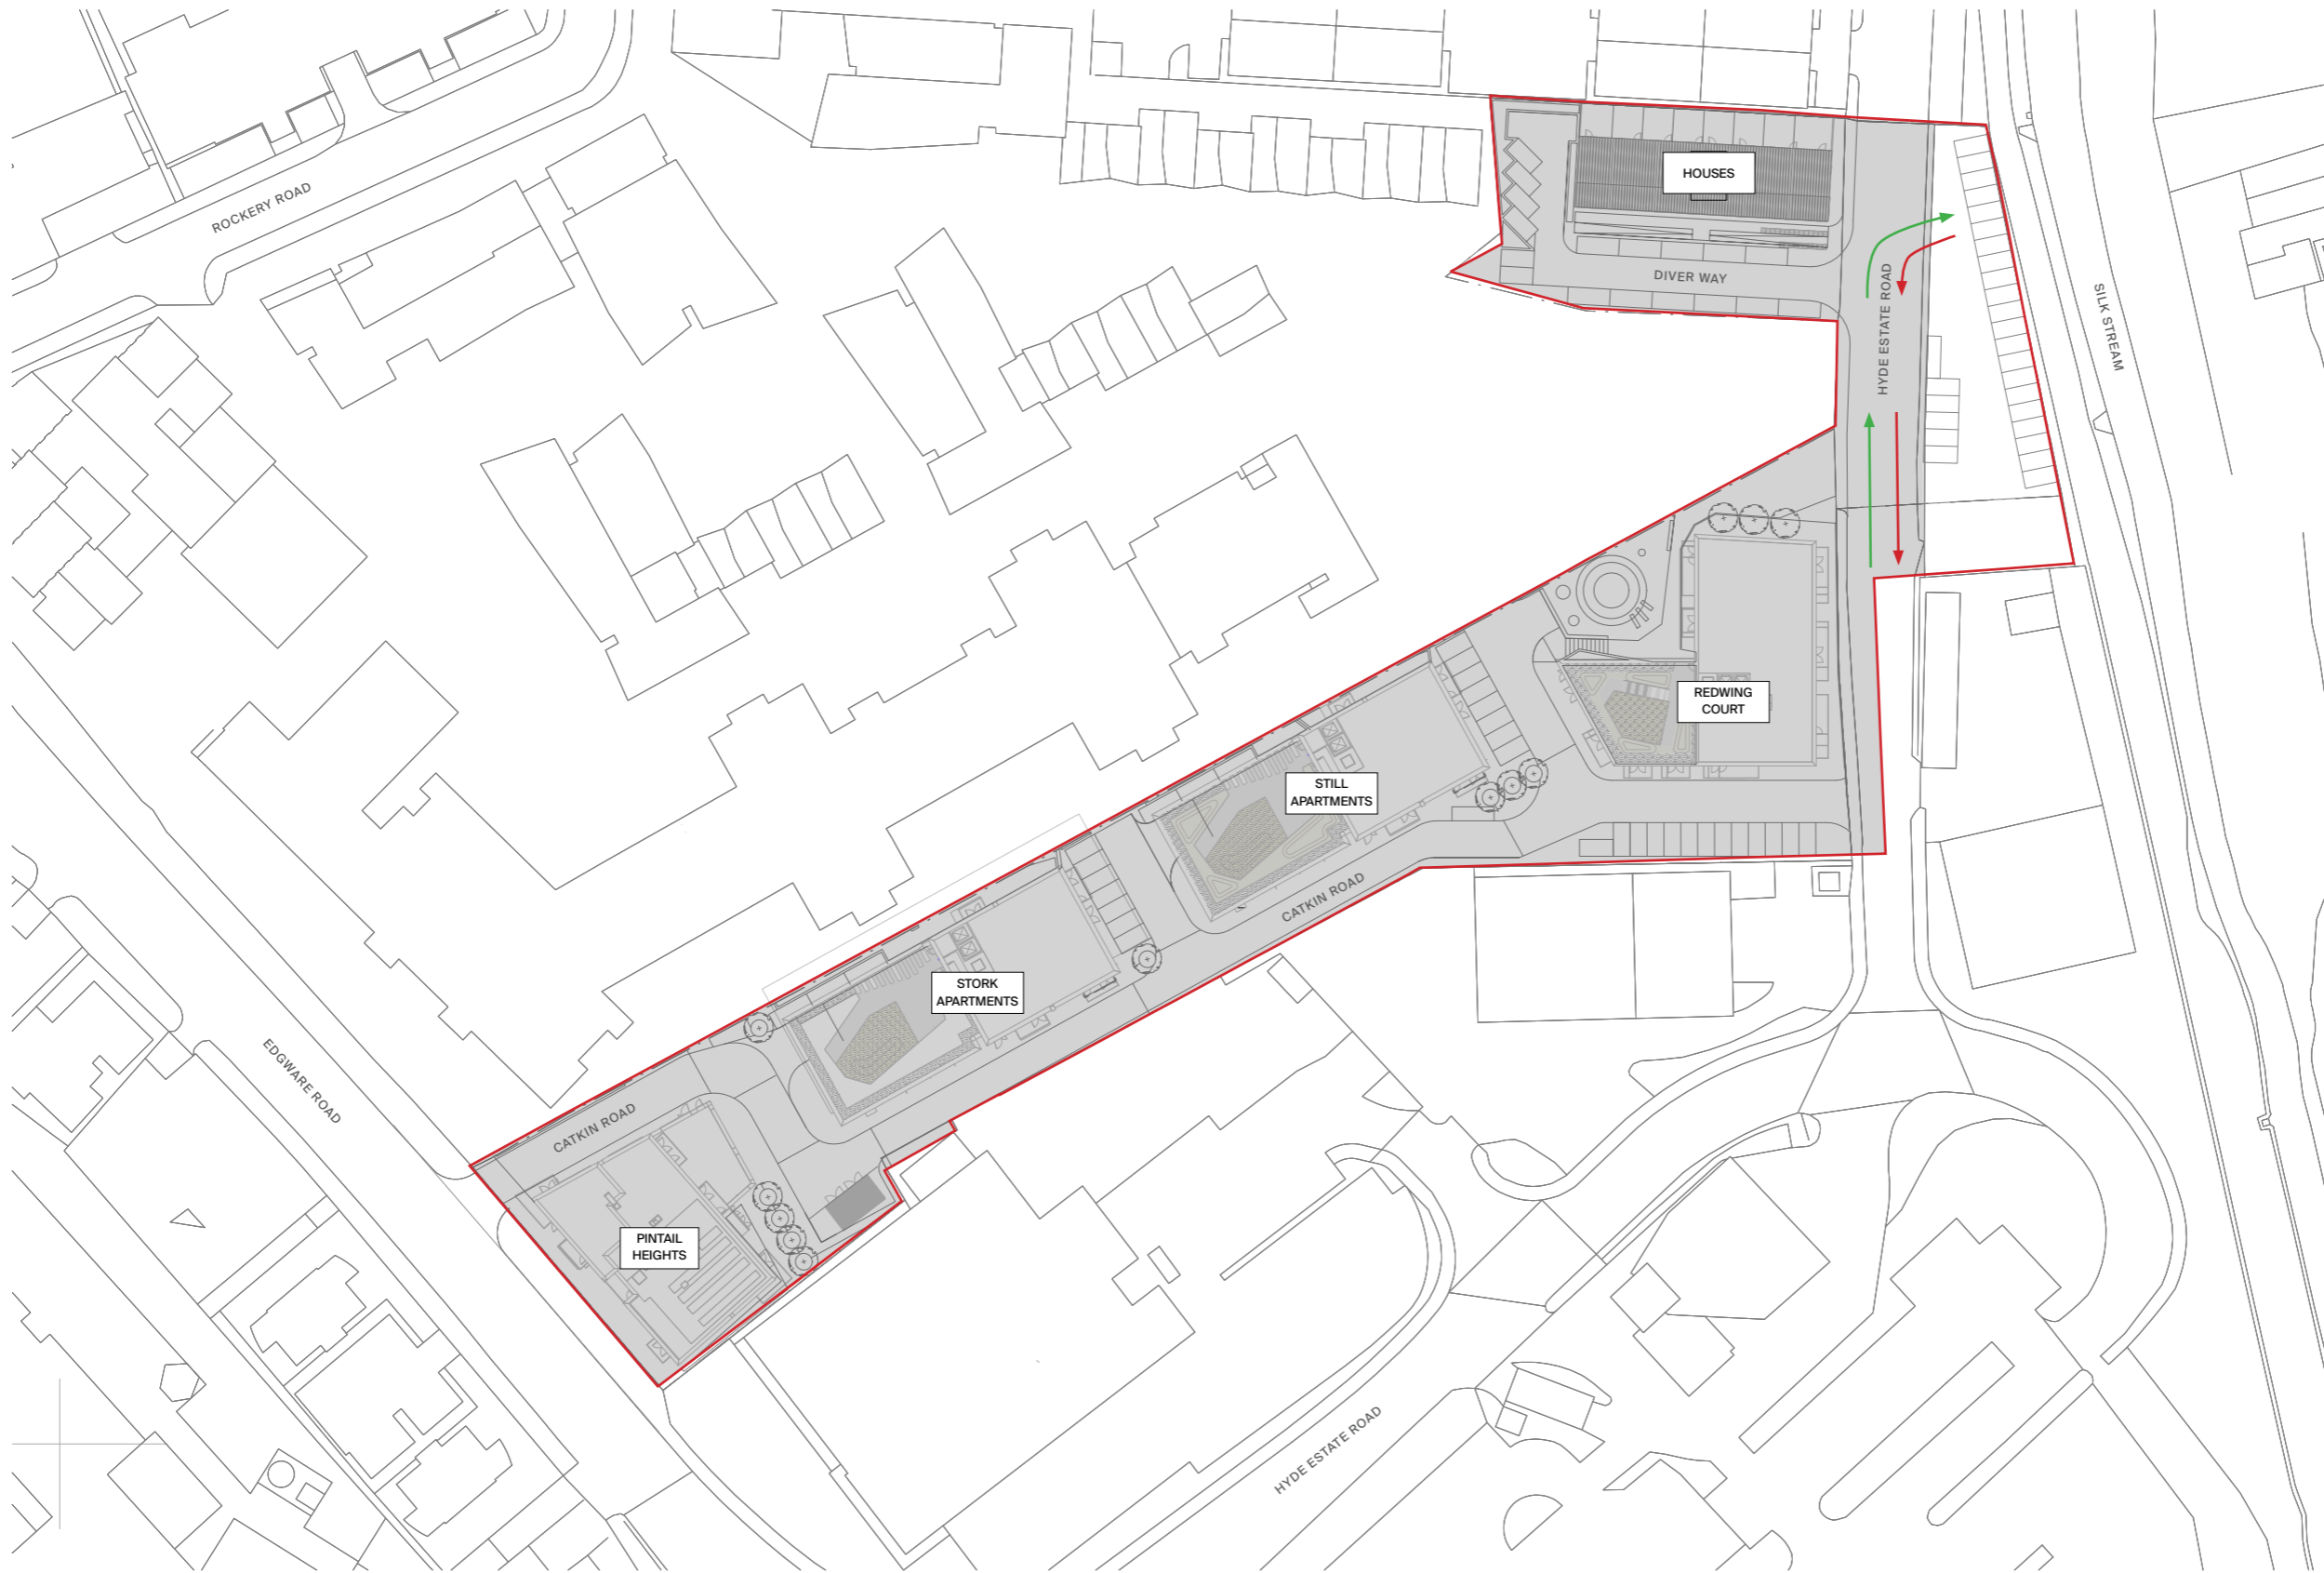 ROCKERY ROAD
HOUSES
DIVER WAY
HYDE ESTATE ROAD
SILK STREAM
REDWING
COURT
STILL
APARTMENTS
CATKIN ROAD
STORK
APARTMENTS
EDGWARE ROAD
CATKIN ROAD
PINTAIL
HEIGHTS
HYDE ESTATE ROAD